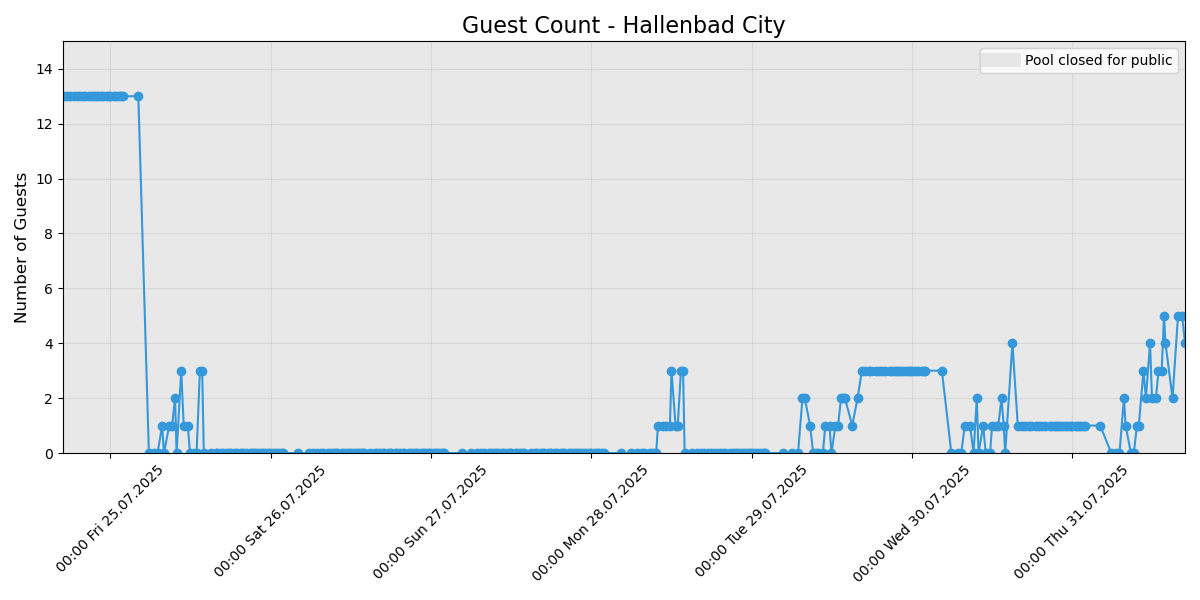 Guest Count - Hallenbad City
Pool closed for public
Number of Guests
14
12
10
8
6
4
2
0
00:00 Fri 25.07.2025
00:00 Sat 26.07.2025
00:00 Sun 27.07.2025
00:00 Mon 28.07.2025
00:00 Tue 29.07.2025
00:00 Wed 30.07.2025
00:00 Thu 31.07.2025